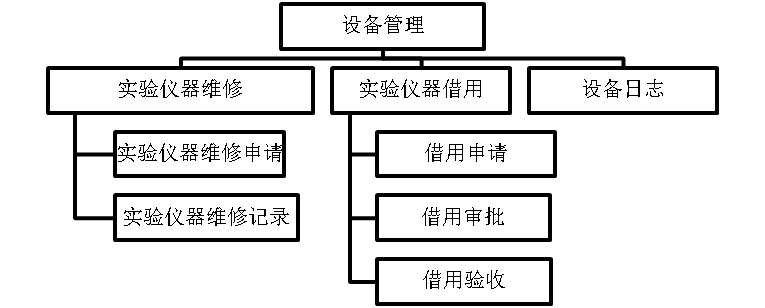 设备管理
实验仪器维修
实验仪器借用
设备日志
实验仪器维修申请
借用申请
实验仪器维修记录
借用审批
借用验收